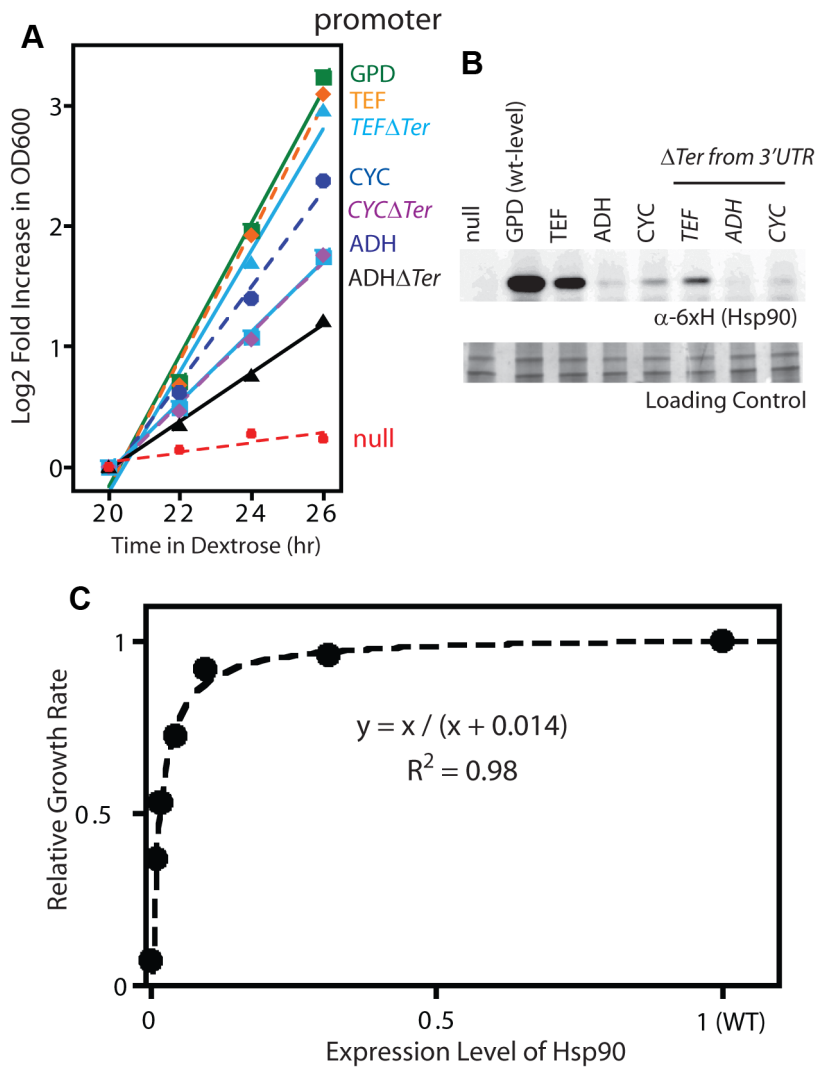 promoter
A
GPD
TEF
TEFΔTer
CYC
CYCΔTer
ADH
ADHΔTer
null
Log2 Fold Increase in OD600
3
2
1
0
20 22 24 26
Time in Dextrose (hr)
B
ΔTer from 3'UTR
null
GPD (wt-level)
TEF
ADH
CYC
TEF
ADH
CYC
α-6xH (Hsp90)
Loading Control
C
Relative Growth Rate
1
0.5
0
y = x / (x + 0.014)
R² = 0.98
0 0.5 1 (WT)
Expression Level of Hsp90